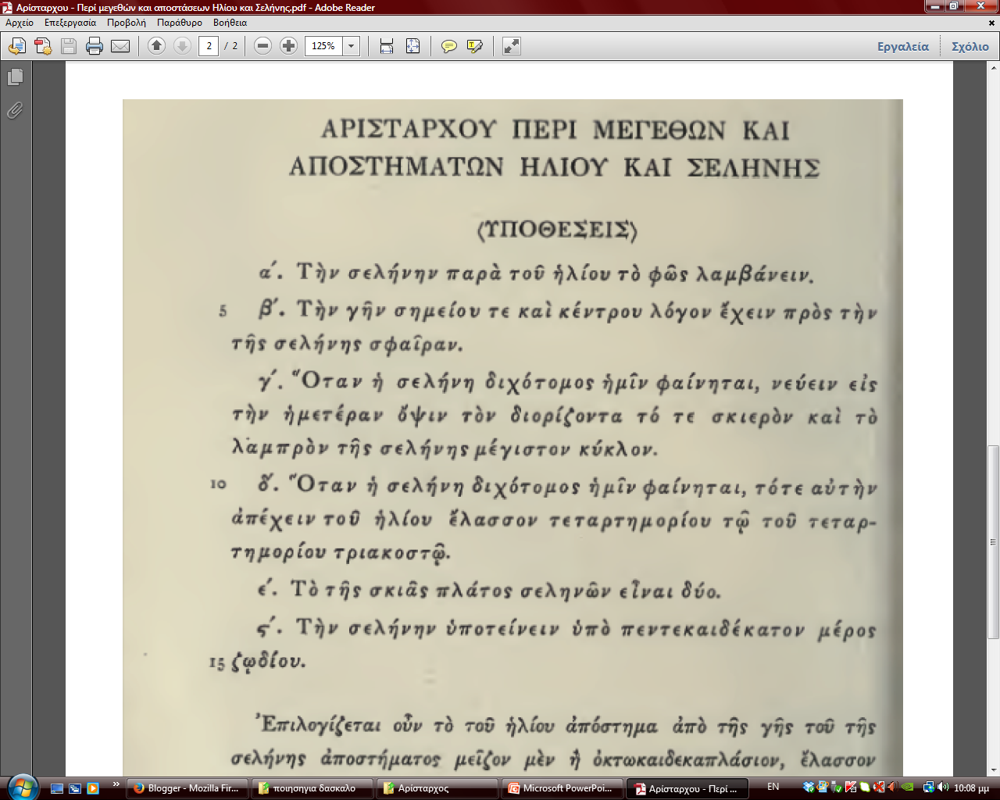 Αρίσταρχου - Περί μεγεθών και αποστάσεων Ηλίου και Σελήνης.pdf - Adobe Reader
Αρχείο Επεξεργασία Προβολή Παράθυρο Βοήθεια
2 / 2 125% Εργαλεία Σχόλιο
ΑΡΙΣΤΑΡΧΟΥ ΠΕΡΙ ΜΕΓΕΘΩΝ ΚΑΙ
ΑΠΟΣΤΗΜΑΤΩΝ ΗΛΙΟΥ ΚΑΙ ΣΕΛΗΝΗΣ
⟨ΥΠΟΘΕΣΕΙΣ⟩
α΄. Τὴν σελήνην παρὰ τοῦ ἡλίου τὸ φῶς λαμβάνειν.
5 β΄. Τὴν γῆν σημείου τε καὶ κέντρου λόγον ἔχειν πρὸς τὴν
τῆς σελήνης σφαῖραν.
γ΄. Ὅταν ἡ σελήνη διχότομος ἡμῖν φαίνηται, νεύειν εἰς
τὴν ἡμετέραν ὄψιν τὸν διορίζοντα τό τε σκιερὸν καὶ τὸ
λαμπρὸν τῆς σελήνης μέγιστον κύκλον.
10 δ΄. Ὅταν ἡ σελήνη διχότομος ἡμῖν φαίνηται, τότε αὐτὴν
ἀπέχειν τοῦ ἡλίου ἔλασσον τεταρτημορίου τῷ τοῦ τεταρ-
τημορίου τριακοστῷ.
ε΄. Τὸ τῆς σκιᾶς πλάτος σεληνῶν εἶναι δύο.
ϛ΄. Τὴν σελήνην ὑποτείνειν ὑπὸ πεντεκαιδέκατον μέρος
15 ζῳδίου.
Ἐπιλογίζεται οὖν τὸ τοῦ ἡλίου ἀπόστημα ἀπὸ τῆς γῆς τοῦ τῆς
σελήνης ἀποστήματος μεῖζον μὲν ἢ ὀκτωκαιδεκαπλάσιον, ἔλασσον
Blogger - Mozilla Fir... ποιησηγια δασκαλο Αρίσταρχος Microsoft PowerPoi... Αρίσταρχου - Περί ... EN 10:08 μμ